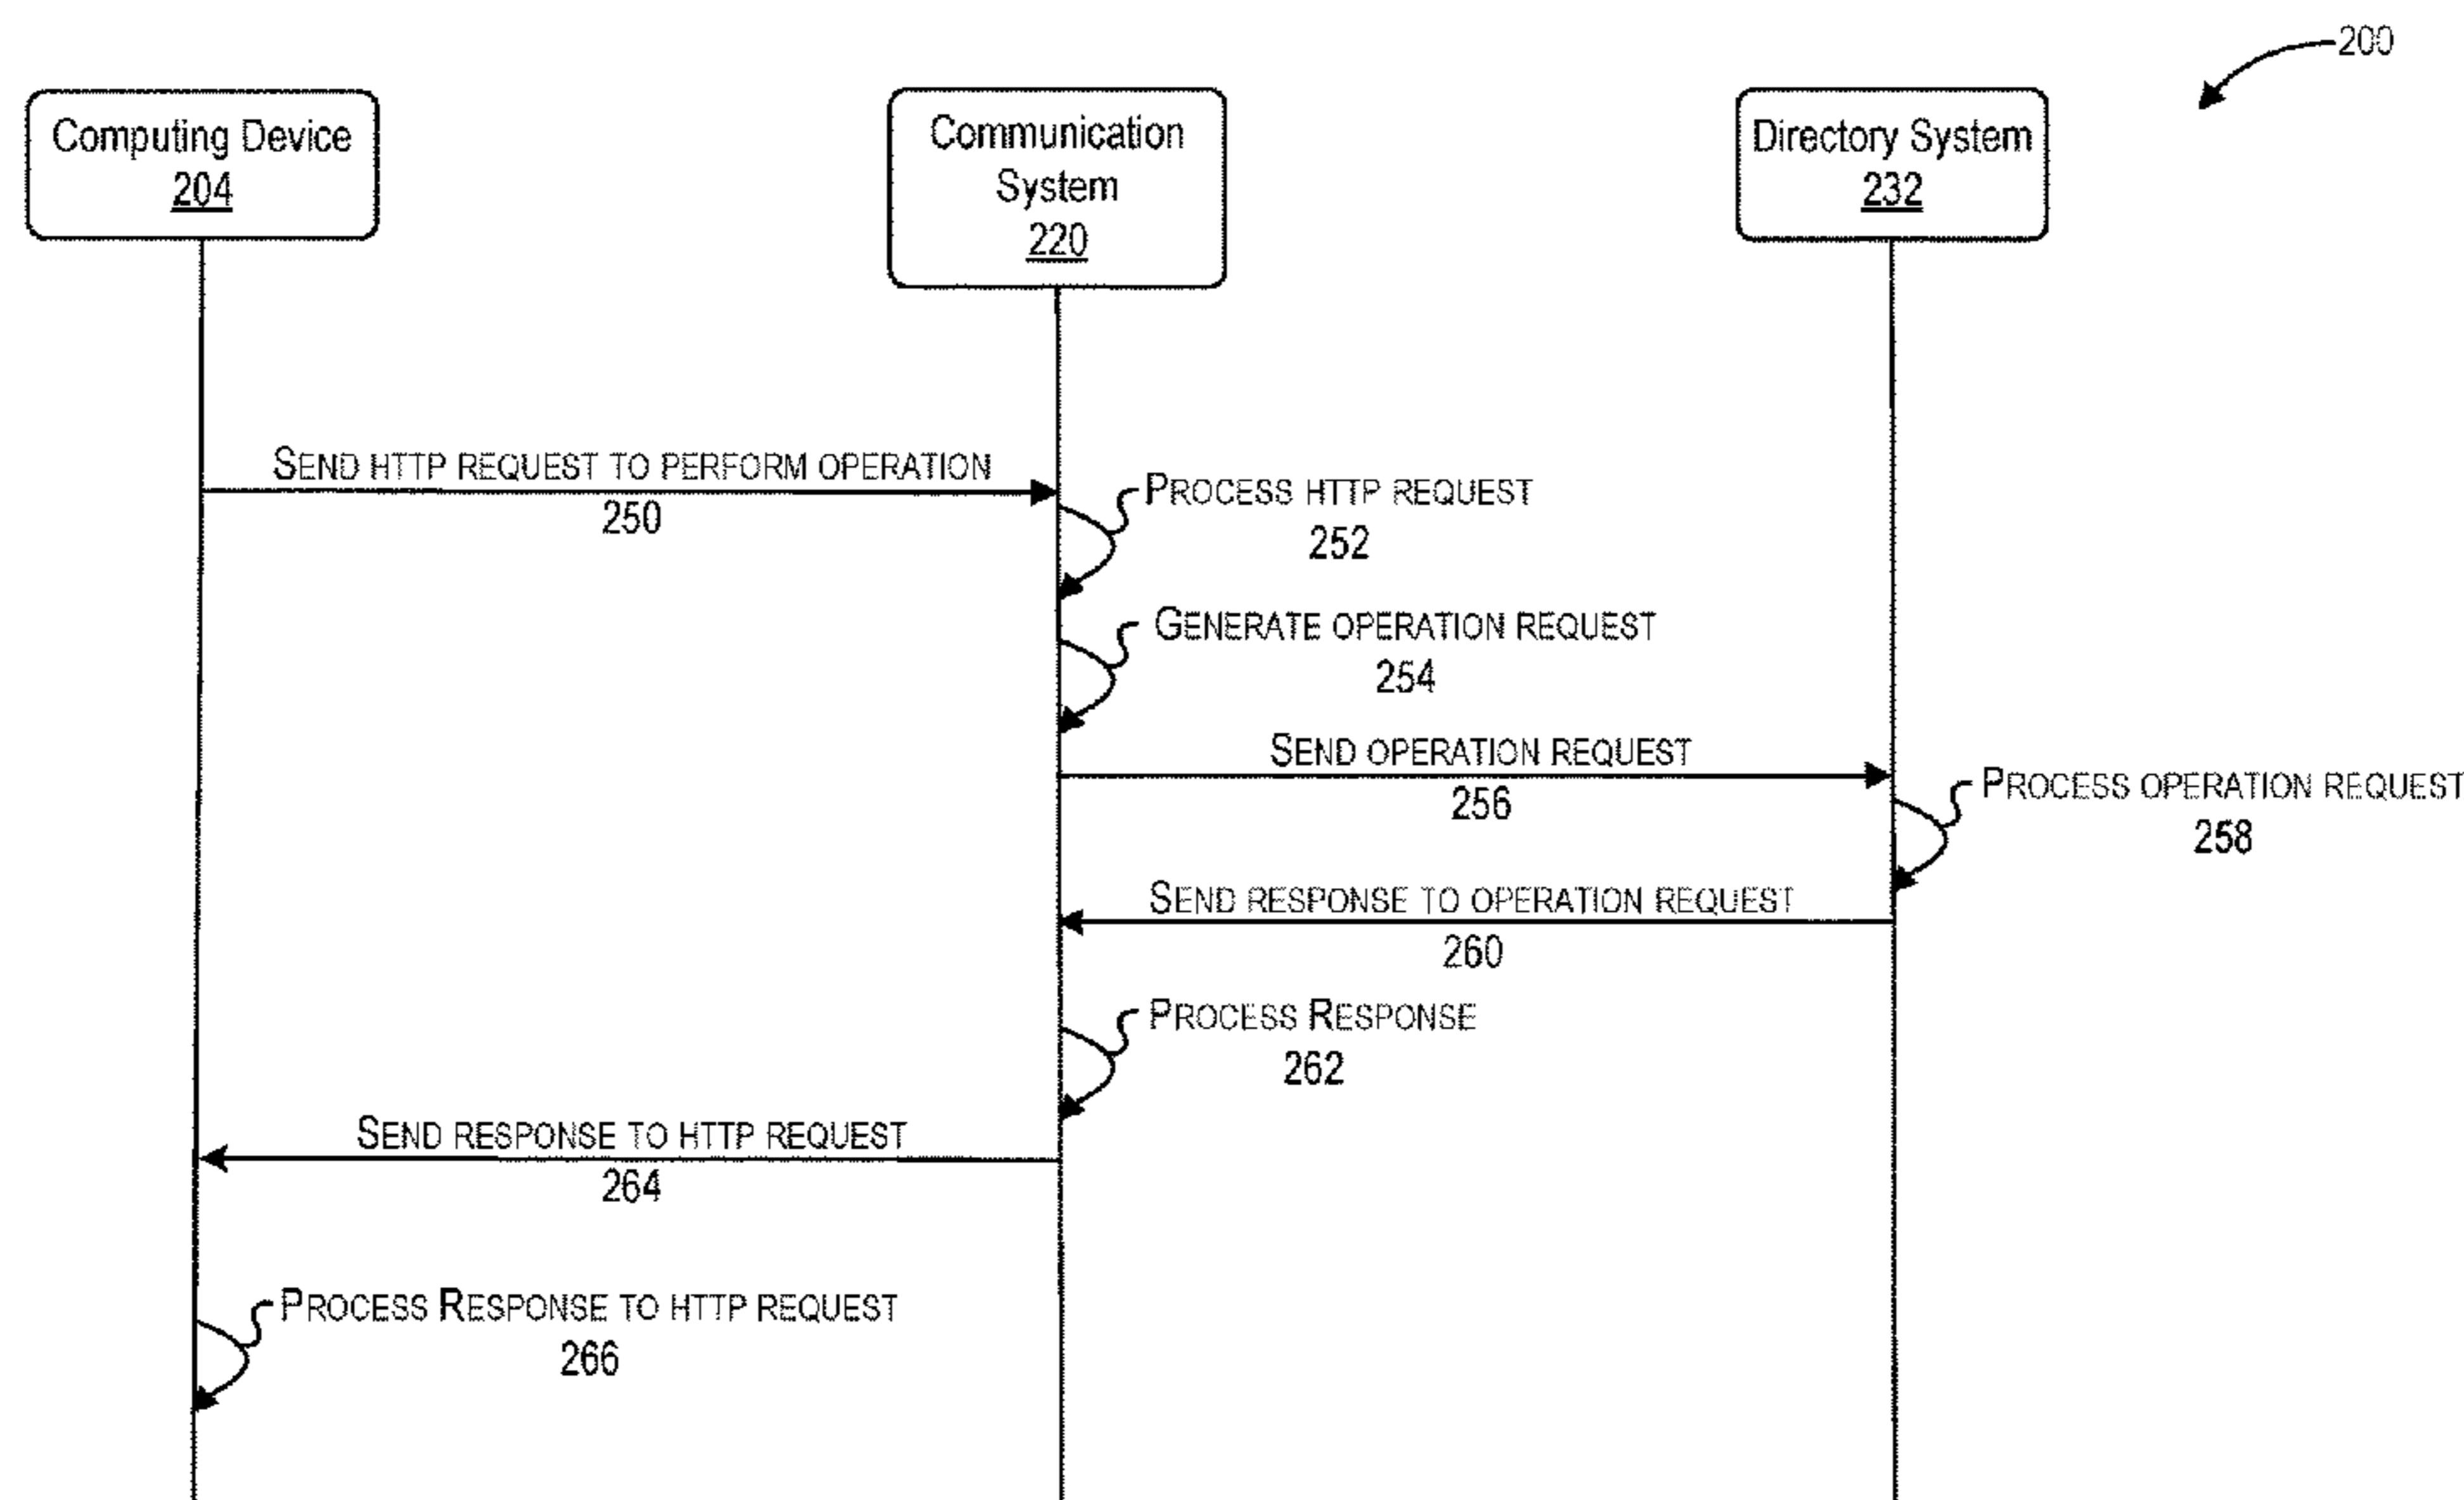 200
Computing Device
204
Communication
System
220
Directory System
232
SEND HTTP REQUEST TO PERFORM OPERATION
250
PROCESS HTTP REQUEST
252
GENERATE OPERATION REQUEST
254
SEND OPERATION REQUEST
256
PROCESS OPERATION REQUEST
258
SEND RESPONSE TO OPERATION REQUEST
260
PROCESS RESPONSE
262
SEND RESPONSE TO HTTP REQUEST
264
PROCESS RESPONSE TO HTTP REQUEST
266